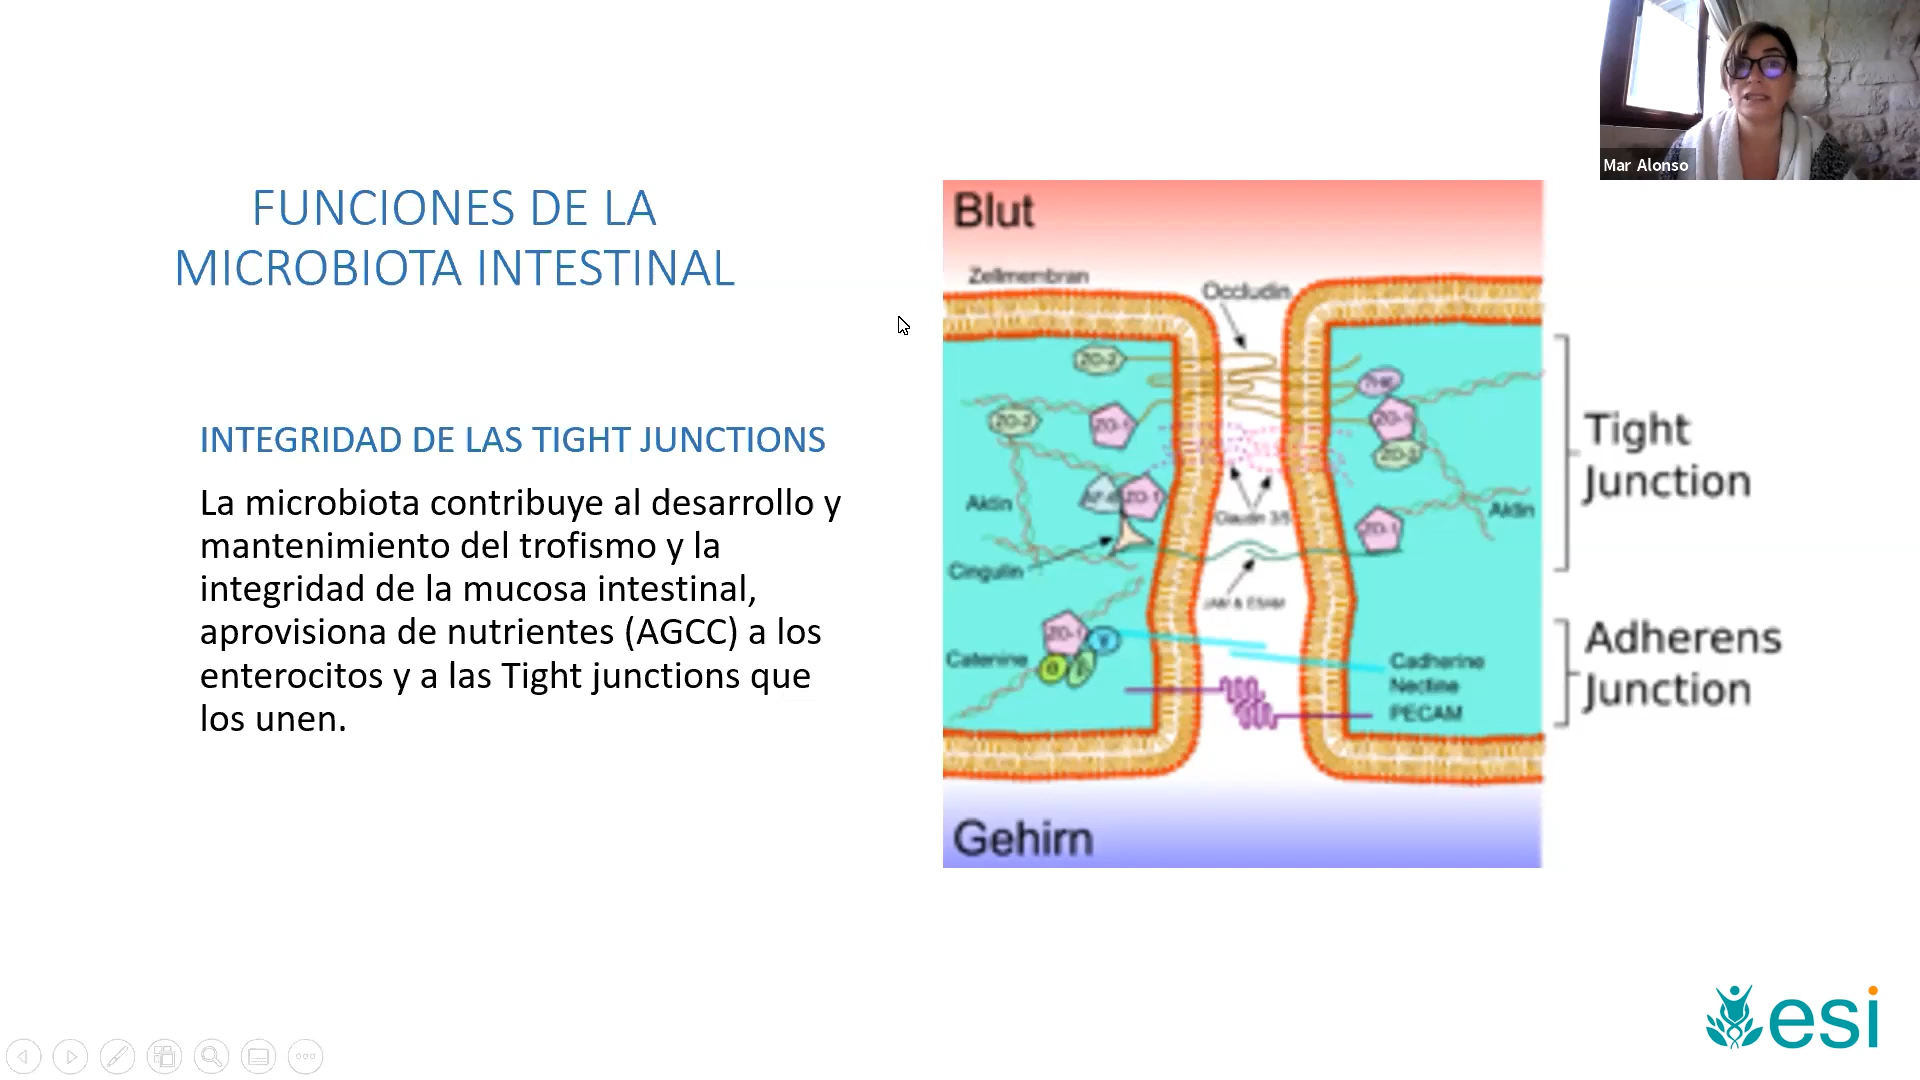 Mar Alonso
FUNCIONES DE LA
MICROBIOTA INTESTINAL
INTEGRIDAD DE LAS TIGHT JUNCTIONS
La microbiota contribuye al desarrollo y
mantenimiento del trofismo y la
integridad de la mucosa intestinal,
aprovisiona de nutrientes (AGCC) a los
enterocitos y a las Tight junctions que
los unen.
Blut
Zellmembran
Occludin
ZO-2
ZO-1
ZO-2
ZO-1
ZO-2
Tight
Junction
ZO-1
Aktin
Aktin
Claudin 3/5
ZO-1
Cingulin
JAM & ESAM
ZO-1
Catenine
Adherens
Junction
Cadherine
Nectine
PECAM
Gehirn
esi